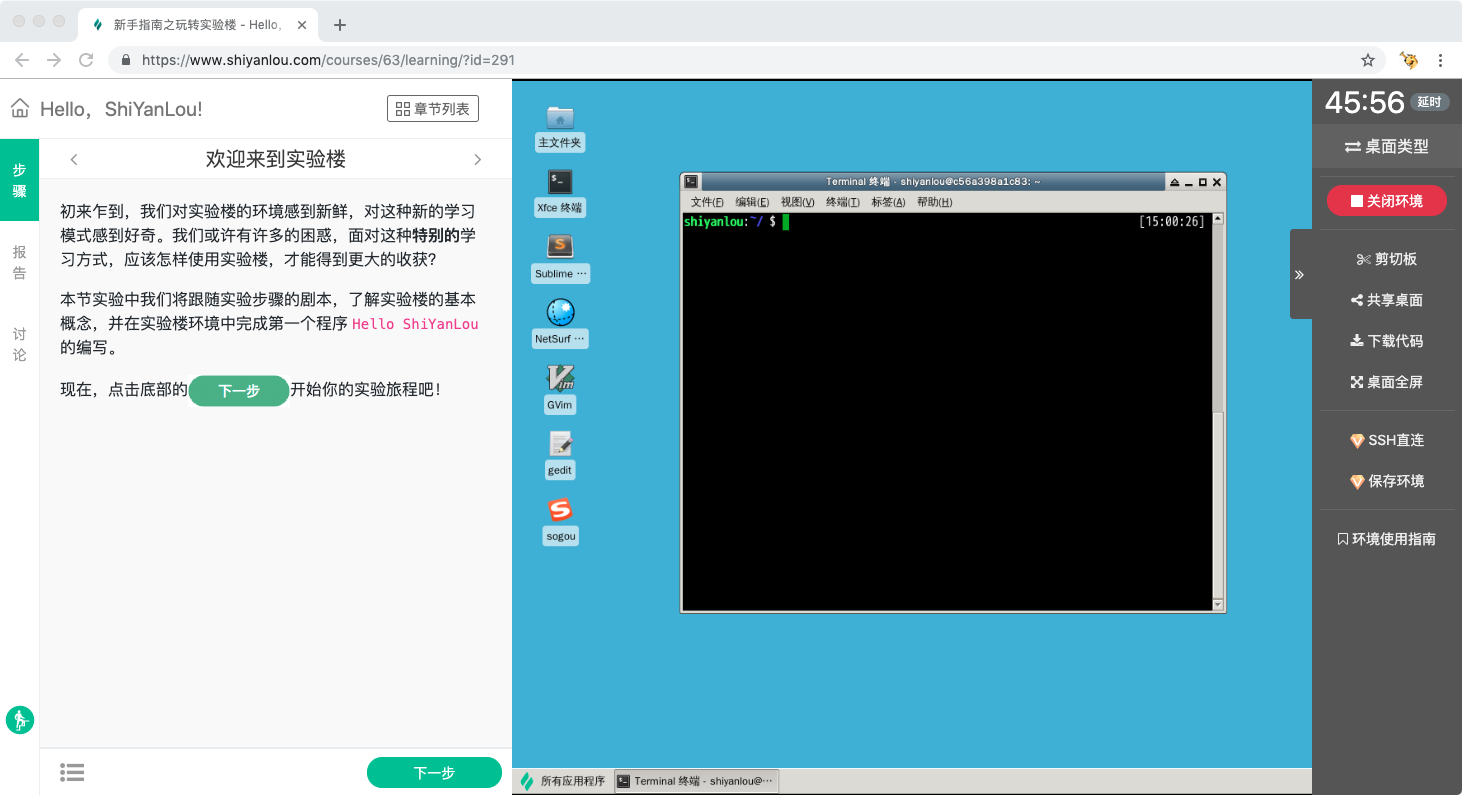 新手指南之玩转实验楼 - Hello,
https://www.shiyanlou.com/courses/63/learning/?id=291
Hello，ShiYanLou!
章节列表
步骤
报告
讨论
欢迎来到实验楼
初来乍到，我们对实验楼的环境感到新鲜，对这种新的学习
模式感到好奇。我们或许有许多的困惑，面对这种特别的学
习方式，应该怎样使用实验楼，才能得到更大的收获？
本节实验中我们将跟随实验步骤的剧本，了解实验楼的基本
概念，并在实验楼环境中完成第一个程序 Hello ShiYanLou
的编写。
现在，点击底部的 下一步 开始你的实验旅程吧！
下一步
主文件夹
Xfce 终端
Sublime ···
NetSurf ···
GVim
gedit
sogou
Terminal 终端 - shiyanlou@c56a398a1c83: ~
文件(F) 编辑(E) 视图(V) 终端(T) 标签(A) 帮助(H)
shiyanlou:~/ $ [15:00:26]
所有应用程序
Terminal 终端 - shiyanlou@···
45:56 延时
桌面类型
关闭环境
剪切板
共享桌面
下载代码
桌面全屏
SSH直连
保存环境
环境使用指南